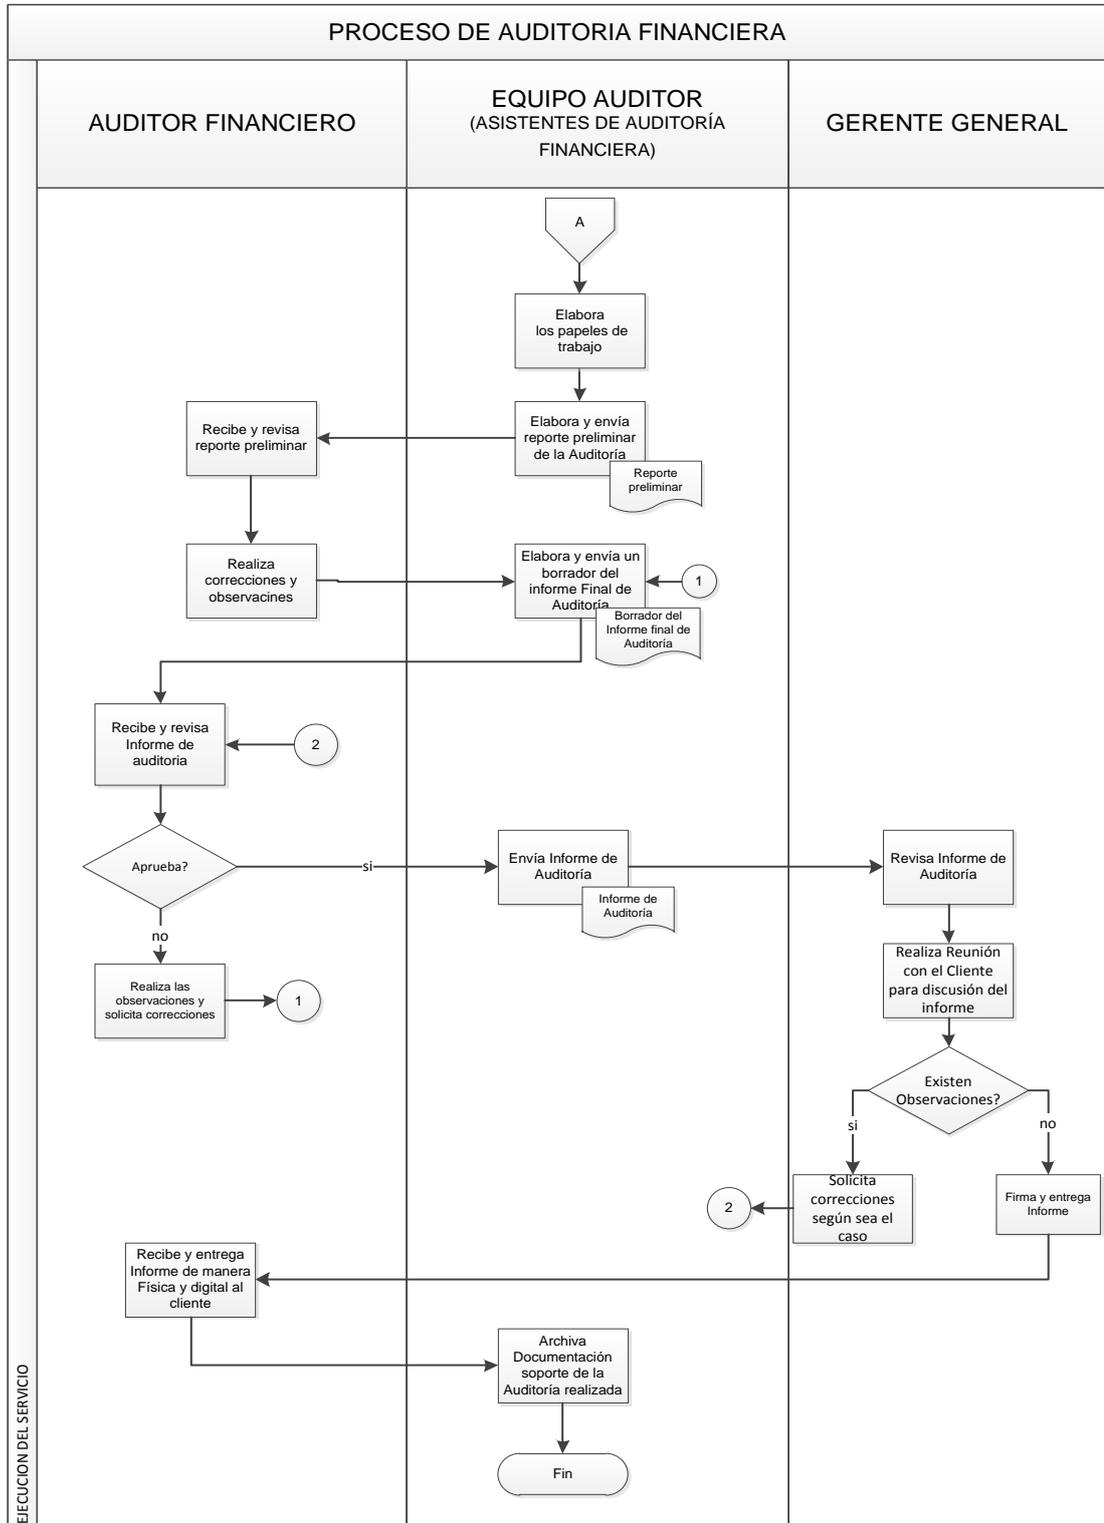 PROCESO DE AUDITORIA FINANCIERA
AUDITOR FINANCIERO
EQUIPO AUDITOR
(ASISTENTES DE AUDITORÍA
FINANCIERA)
GERENTE GENERAL
A
Elabora
los papeles de
trabajo
Elabora y envía
reporte preliminar
de la Auditoría
Reporte
preliminar
Recibe y revisa
reporte preliminar
Realiza
correcciones y
observacines
Elabora y envía un
borrador del
informe Final de
Auditoría
1
Borrador del
Informe final de
Auditoría
Recibe y revisa
Informe de
auditoria
2
Aprueba?
si
Envía Informe de
Auditoría
Informe de
Auditoría
Revisa Informe de
Auditoría
no
Realiza las
observaciones y
solicita correcciones
1
Realiza Reunión
con el Cliente
para discusión del
informe
Existen
Observaciones?
si
no
2
Solicita
correcciones
según sea el
caso
Firma y entrega
Informe
Recibe y entrega
Informe de manera
Física y digital al
cliente
Archiva
Documentación
soporte de la
Auditoría realizada
Fin
EJECUCION DEL SERVICIO